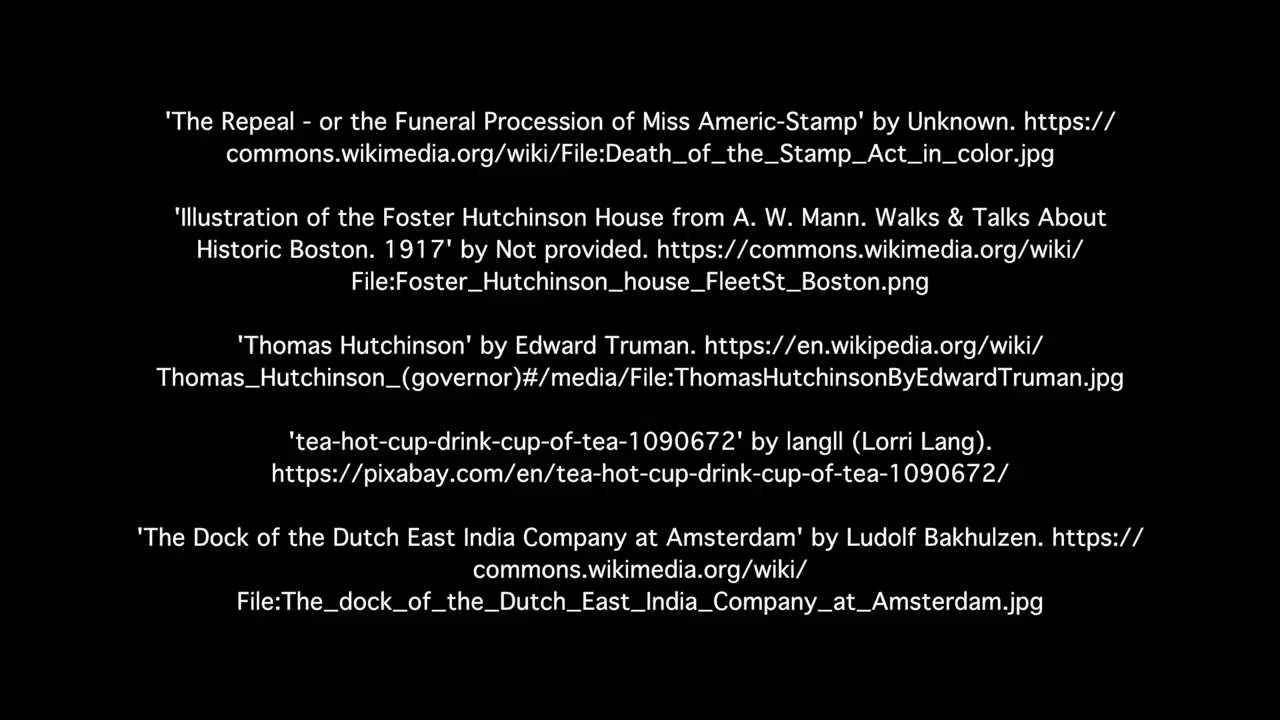 'The Repeal - or the Funeral Procession of Miss Americ-Stamp' by Unknown. https://
commons.wikimedia.org/wiki/File:Death_of_the_Stamp_Act_in_color.jpg
'Illustration of the Foster Hutchinson House from A. W. Mann. Walks & Talks About
Historic Boston. 1917' by Not provided. https://commons.wikimedia.org/wiki/
File:Foster_Hutchinson_house_FleetSt_Boston.png
'Thomas Hutchinson' by Edward Truman. https://en.wikipedia.org/wiki/
Thomas_Hutchinson_(governor)#/media/File:ThomasHutchinsonByEdwardTruman.jpg
'tea-hot-cup-drink-cup-of-tea-1090672' by langll (Lorri Lang).
https://pixabay.com/en/tea-hot-cup-drink-cup-of-tea-1090672/
'The Dock of the Dutch East India Company at Amsterdam' by Ludolf Bakhulzen. https://
commons.wikimedia.org/wiki/
File:The_dock_of_the_Dutch_East_India_Company_at_Amsterdam.jpg